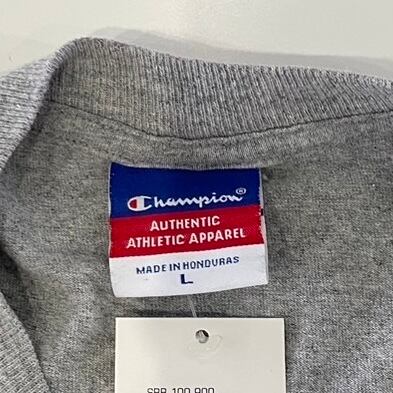 Champion®
AUTHENTIC
ATHLETIC APPAREL
MADE IN HONDURAS
L